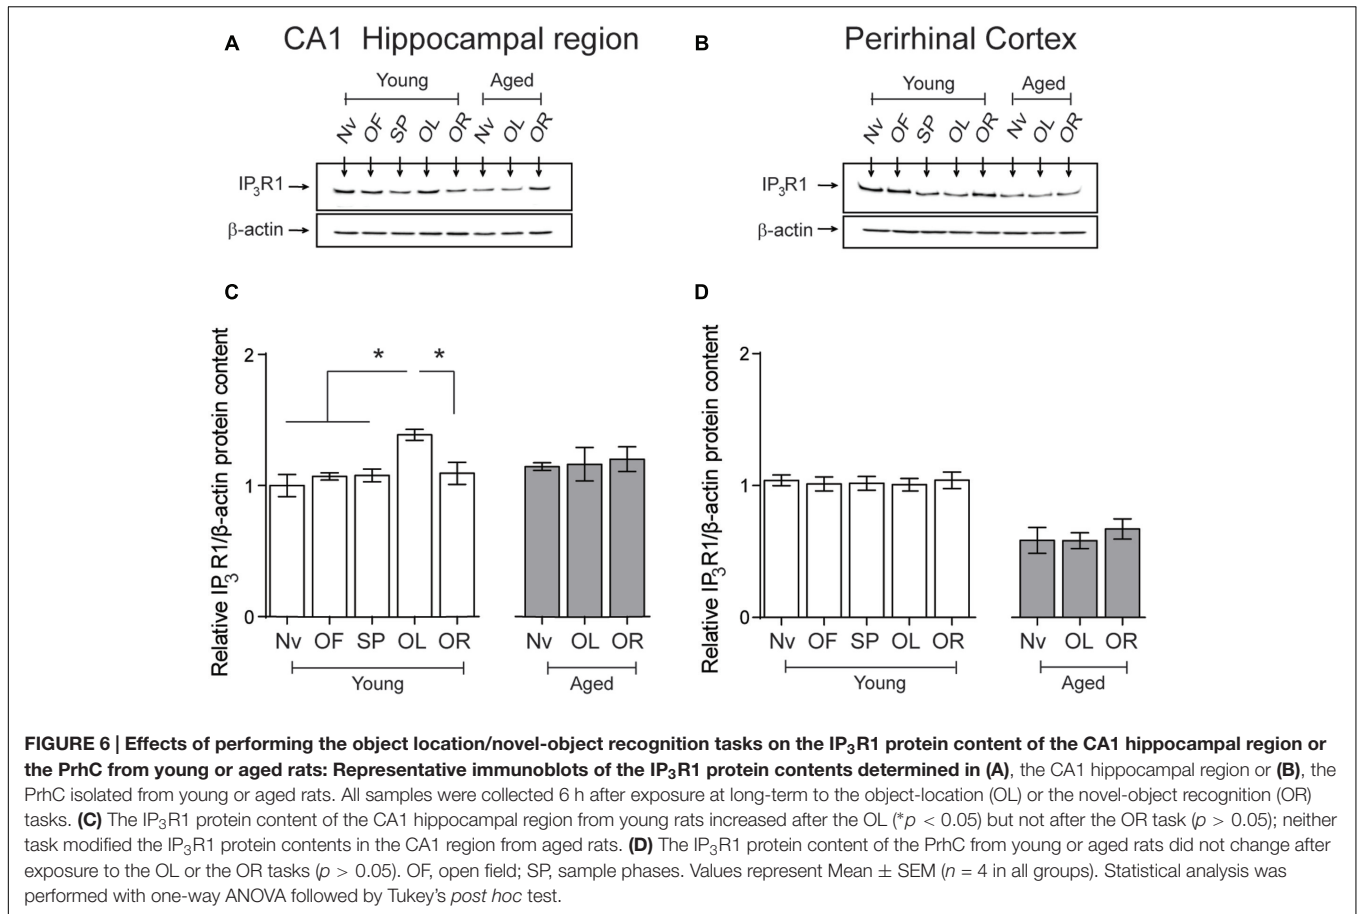 A CA1 Hippocampal region
Young Aged
Nv OF SP OL OR Nv OL OR
IP3R1
β-actin
B Perirhinal Cortex
Young Aged
Nv OF SP OL OR Nv OL OR
IP3R1
β-actin
C
Relative IP3R1/β-actin protein content
2
* *
1
0
Nv OF SP OL OR Nv OL OR
Young Aged
D
Relative IP3R1/β-actin protein content
2
1
0
Nv OF SP OL OR Nv OL OR
Young Aged
FIGURE 6 | Effects of performing the object location/novel-object recognition tasks on the IP3R1 protein content of the CA1 hippocampal region or
the PrhC from young or aged rats: Representative immunoblots of the IP3R1 protein contents determined in (A), the CA1 hippocampal region or (B), the
PrhC isolated from young or aged rats. All samples were collected 6 h after exposure at long-term to the object-location (OL) or the novel-object recognition (OR)
tasks. (C) The IP3R1 protein content of the CA1 hippocampal region from young rats increased after the OL (*p < 0.05) but not after the OR task (p > 0.05); neither
task modified the IP3R1 protein contents in the CA1 region from aged rats. (D) The IP3R1 protein content of the PrhC from young or aged rats did not change after
exposure to the OL or the OR tasks (p > 0.05). OF, open field; SP, sample phases. Values represent Mean ± SEM (n = 4 in all groups). Statistical analysis was
performed with one-way ANOVA followed by Tukey's post hoc test.